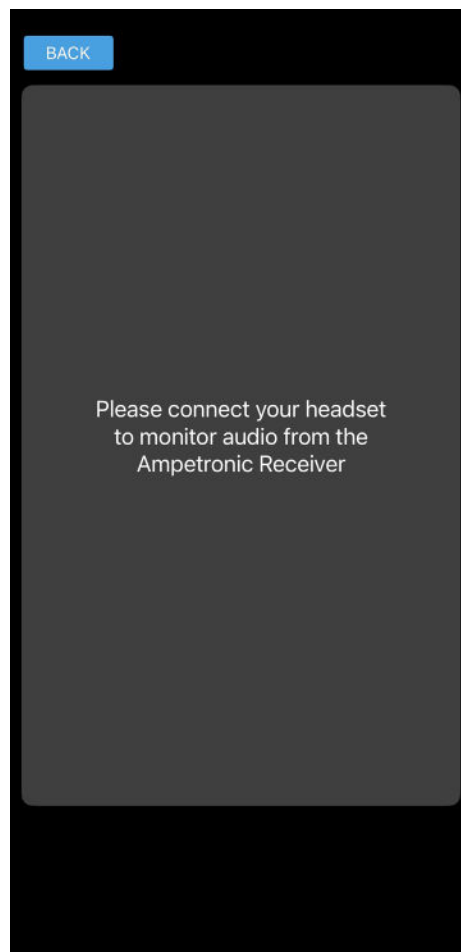 BACK
Please connect your headset
to monitor audio from the
Ampetronic Receiver